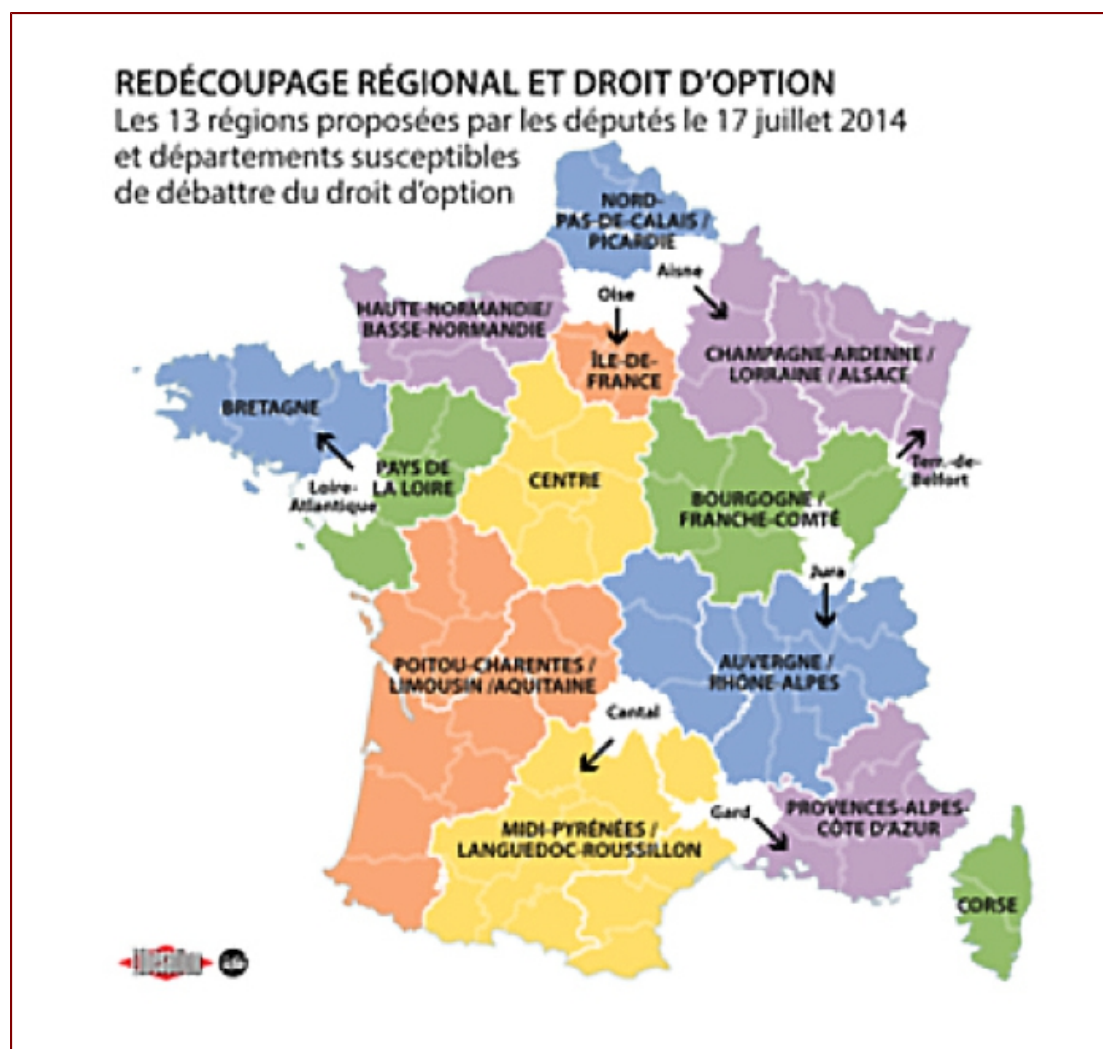 REDÉCOUPAGE RÉGIONAL ET DROIT D'OPTION
Les 13 régions proposées par les députés le 17 juillet 2014
et départements susceptibles
de débattre du droit d'option
NORD-
PAS-DE-CALAIS /
PICARDIE
Aisne
Oise
HAUTE-NORMANDIE/
BASSE-NORMANDIE
ÎLE-DE-
FRANCE
CHAMPAGNE-ARDENNE /
LORRAINE / ALSACE
BRETAGNE
Loire-
Atlantique
PAYS DE
LA LOIRE
CENTRE
BOURGOGNE /
FRANCHE-COMTÉ
Terr.-de-
Belfort
Jura
POITOU-CHARENTES /
LIMOUSIN /AQUITAINE
AUVERGNE /
RHÔNE-ALPES
Cantal
Gard
PROVENCES-ALPES-
CÔTE D'AZUR
MIDI-PYRÉNÉES /
LANGUEDOC-ROUSSILLON
CORSE
Libération